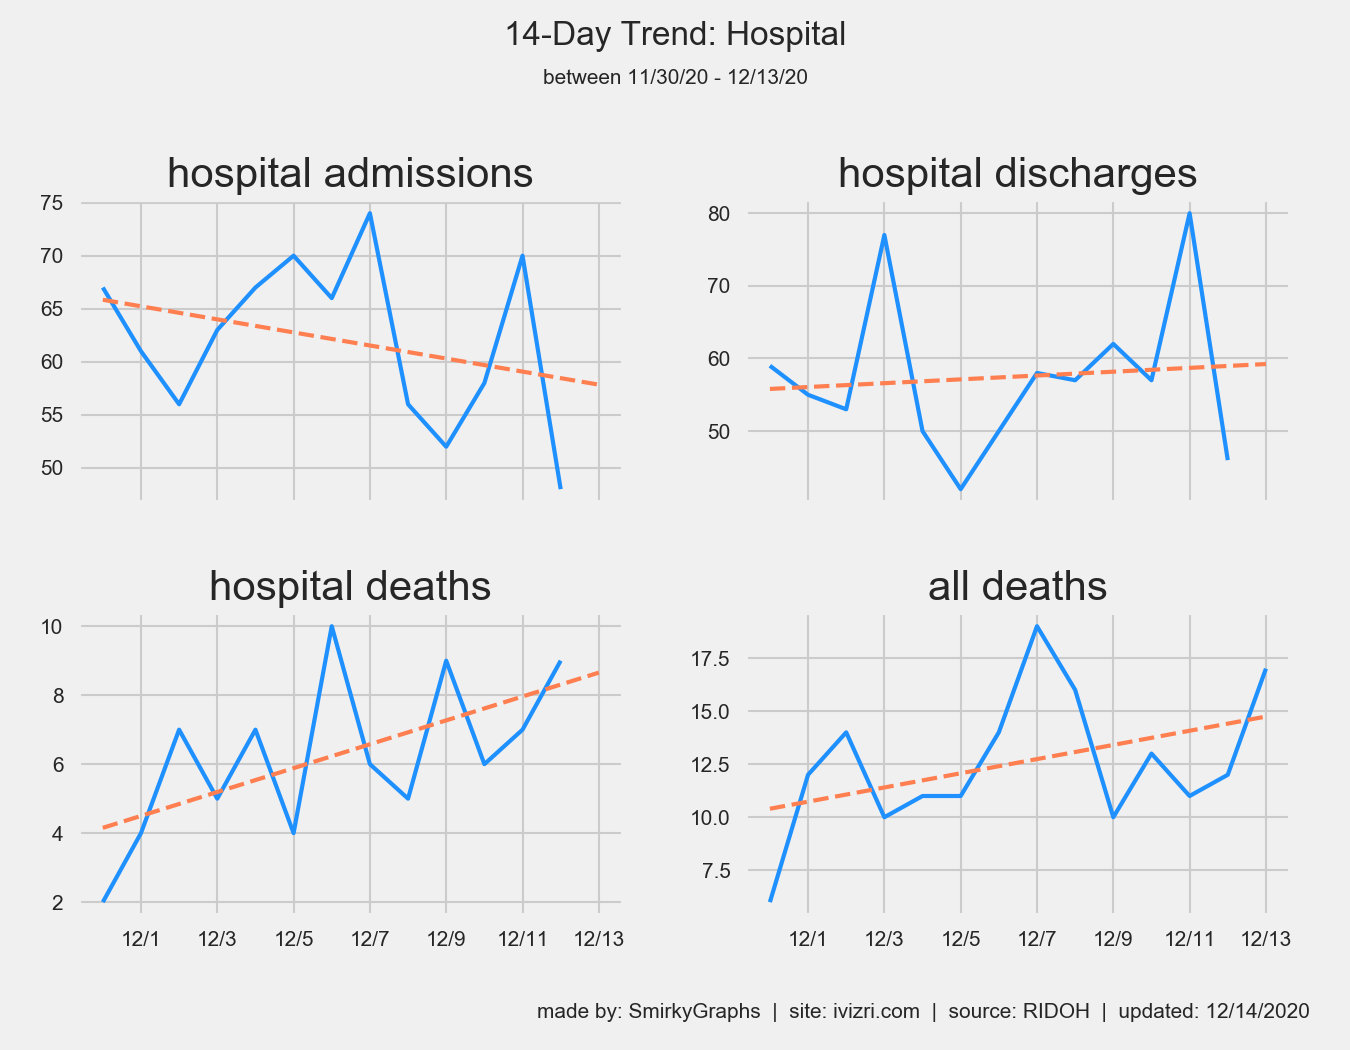 14-Day Trend: Hospital
between 11/30/20 - 12/13/20
hospital admissions
75
70
65
60
55
50
hospital discharges
80
70
60
50
hospital deaths
10
8
6
4
2
12/1 12/3 12/5 12/7 12/9 12/11 12/13
all deaths
17.5
15.0
12.5
10.0
7.5
12/1 12/3 12/5 12/7 12/9 12/11 12/13
made by: SmirkyGraphs | site: ivizri.com | source: RIDOH | updated: 12/14/2020